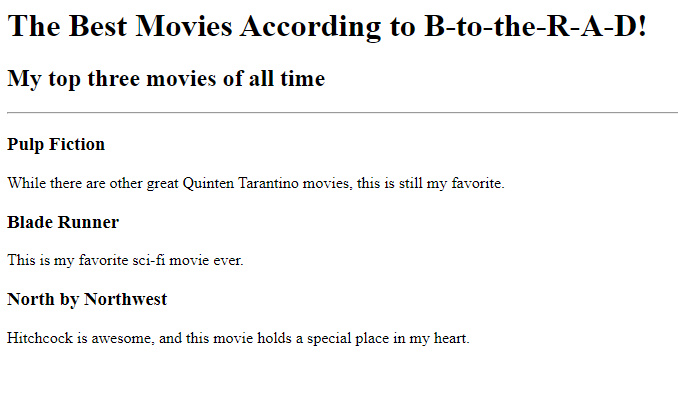 The Best Movies According to B-to-the-R-A-D!
My top three movies of all time
Pulp Fiction
While there are other great Quinten Tarantino movies, this is still my favorite.
Blade Runner
This is my favorite sci-fi movie ever.
North by Northwest
Hitchcock is awesome, and this movie holds a special place in my heart.